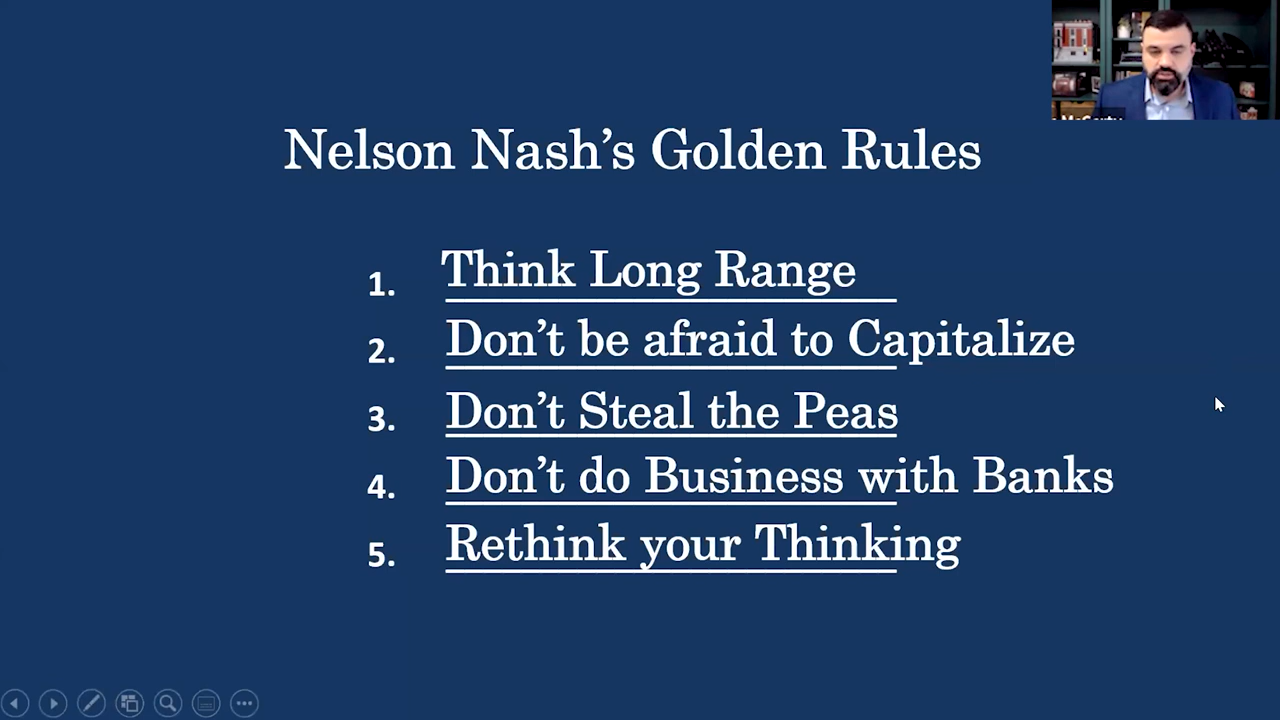 Nelson Nash’s Golden Rules
1. Think Long Range
2. Don’t be afraid to Capitalize
3. Don’t Steal the Peas
4. Don’t do Business with Banks
5. Rethink your Thinking